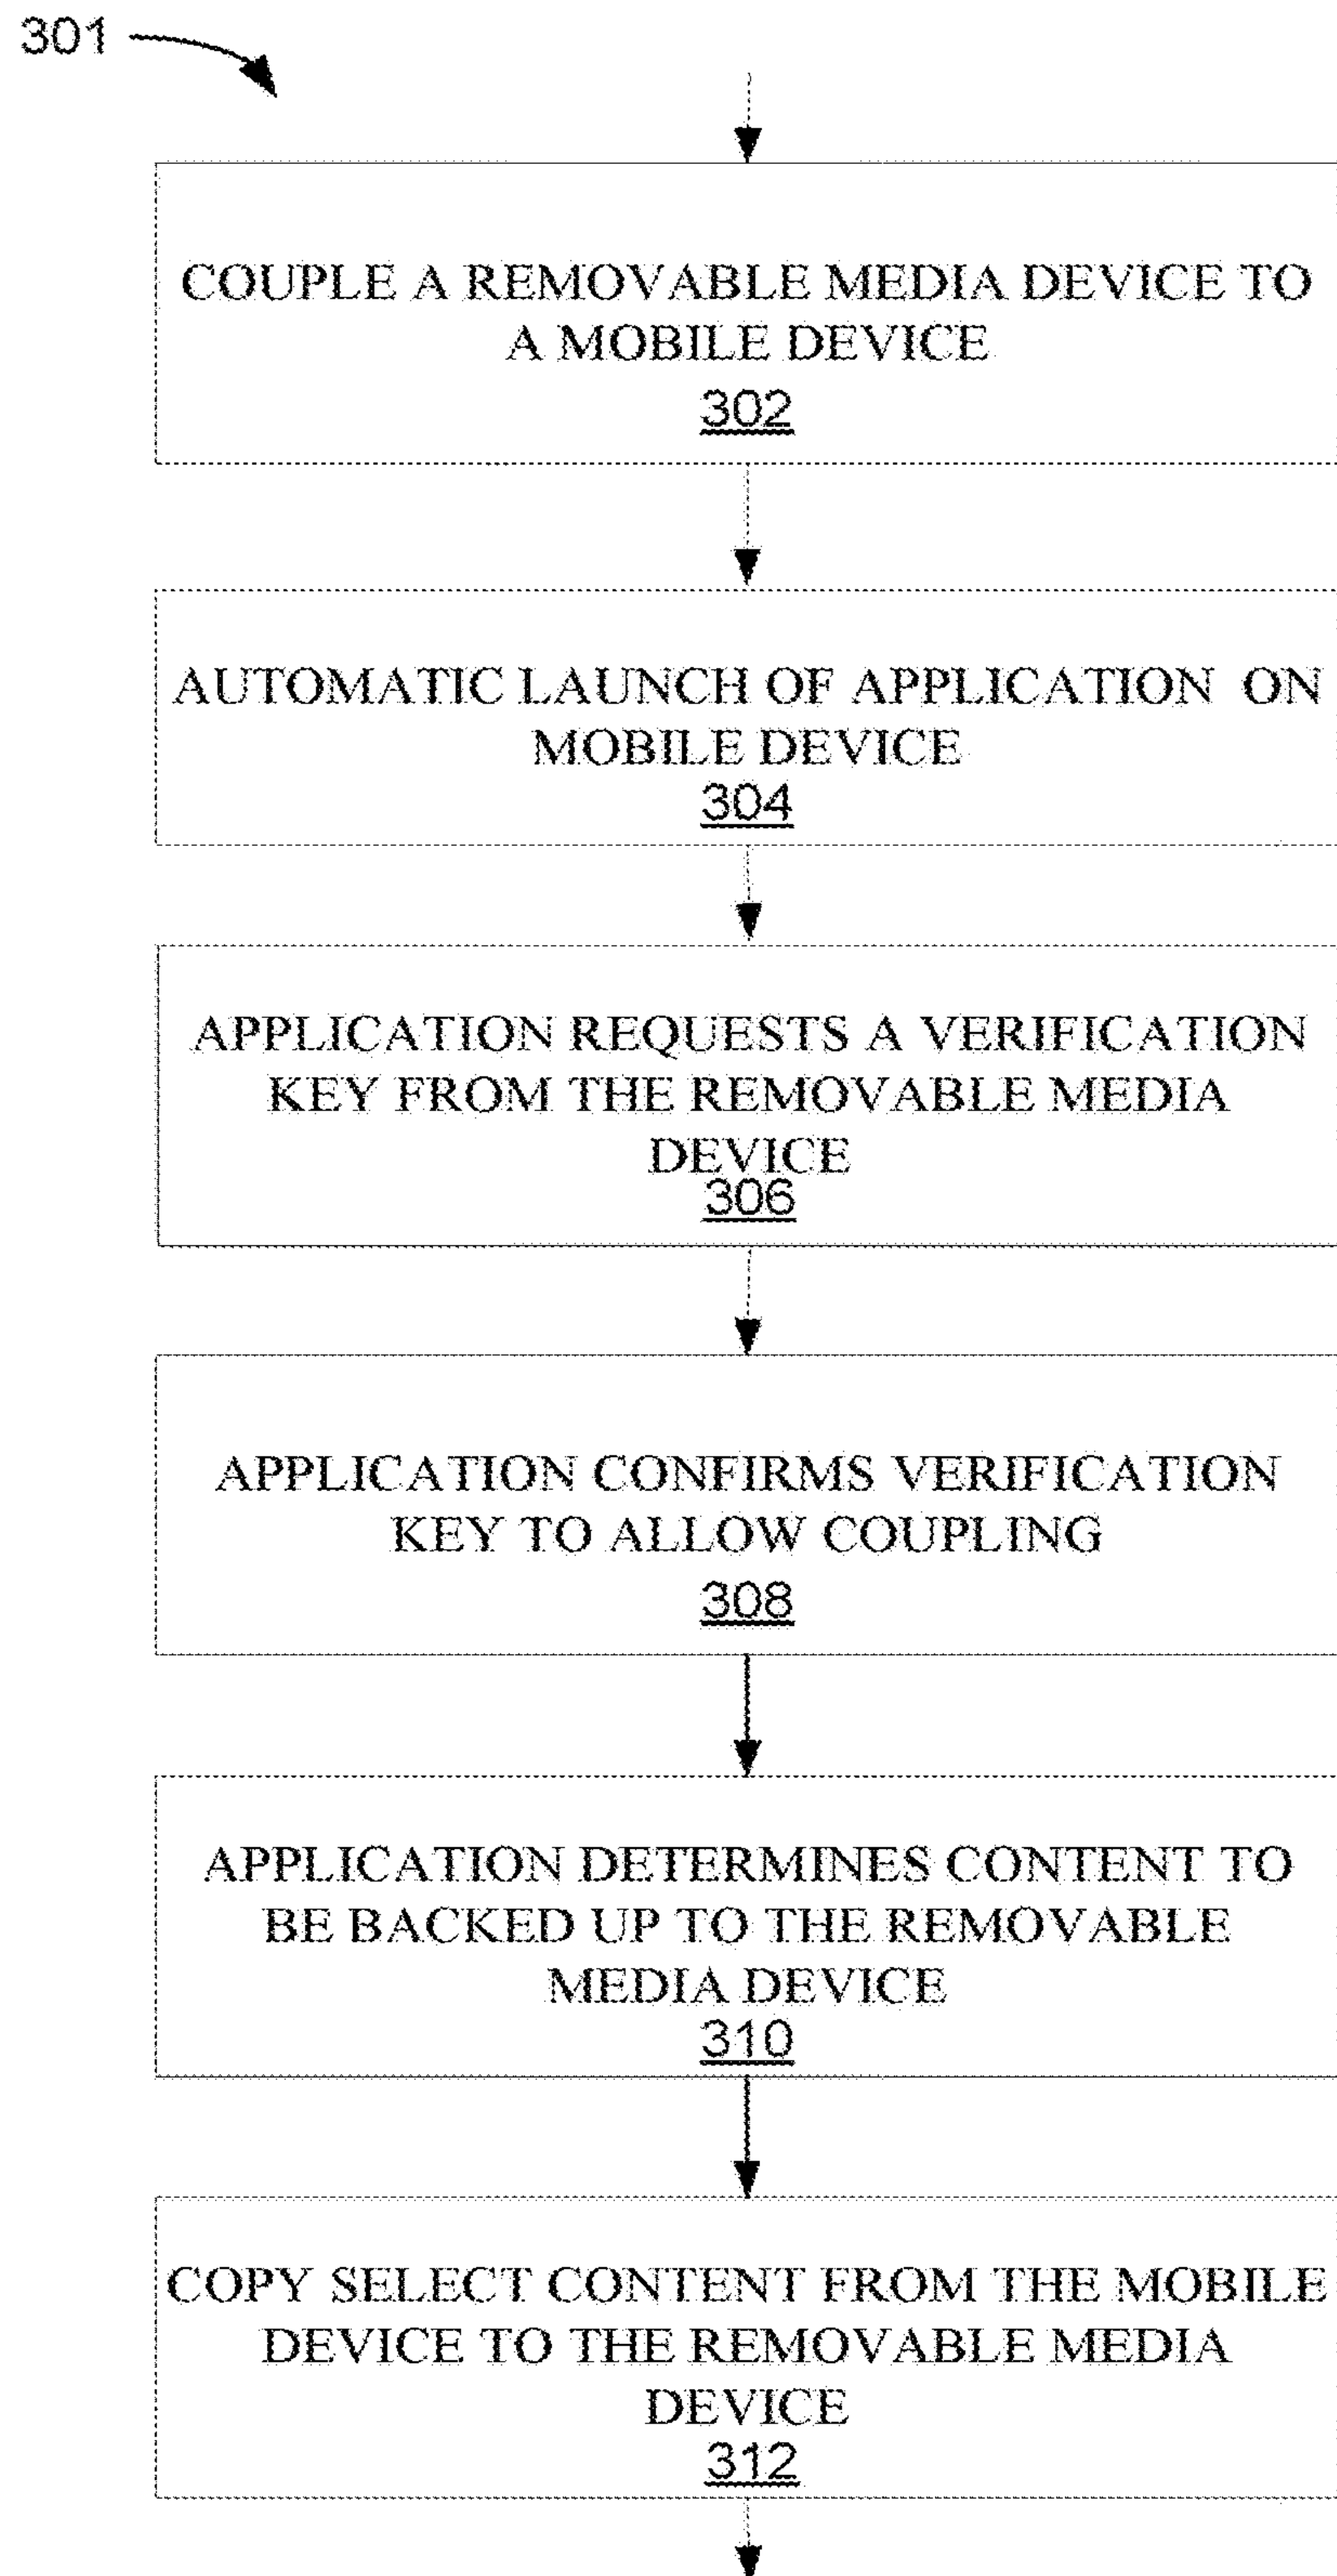 301
COUPLE A REMOVABLE MEDIA DEVICE TO
A MOBILE DEVICE
302
AUTOMATIC LAUNCH OF APPLICATION ON
MOBILE DEVICE
304
APPLICATION REQUESTS A VERIFICATION
KEY FROM THE REMOVABLE MEDIA
DEVICE
306
APPLICATION CONFIRMS VERIFICATION
KEY TO ALLOW COUPLING
308
APPLICATION DETERMINES CONTENT TO
BE BACKED UP TO THE REMOVABLE
MEDIA DEVICE
310
COPY SELECT CONTENT FROM THE MOBILE
DEVICE TO THE REMOVABLE MEDIA
DEVICE
312